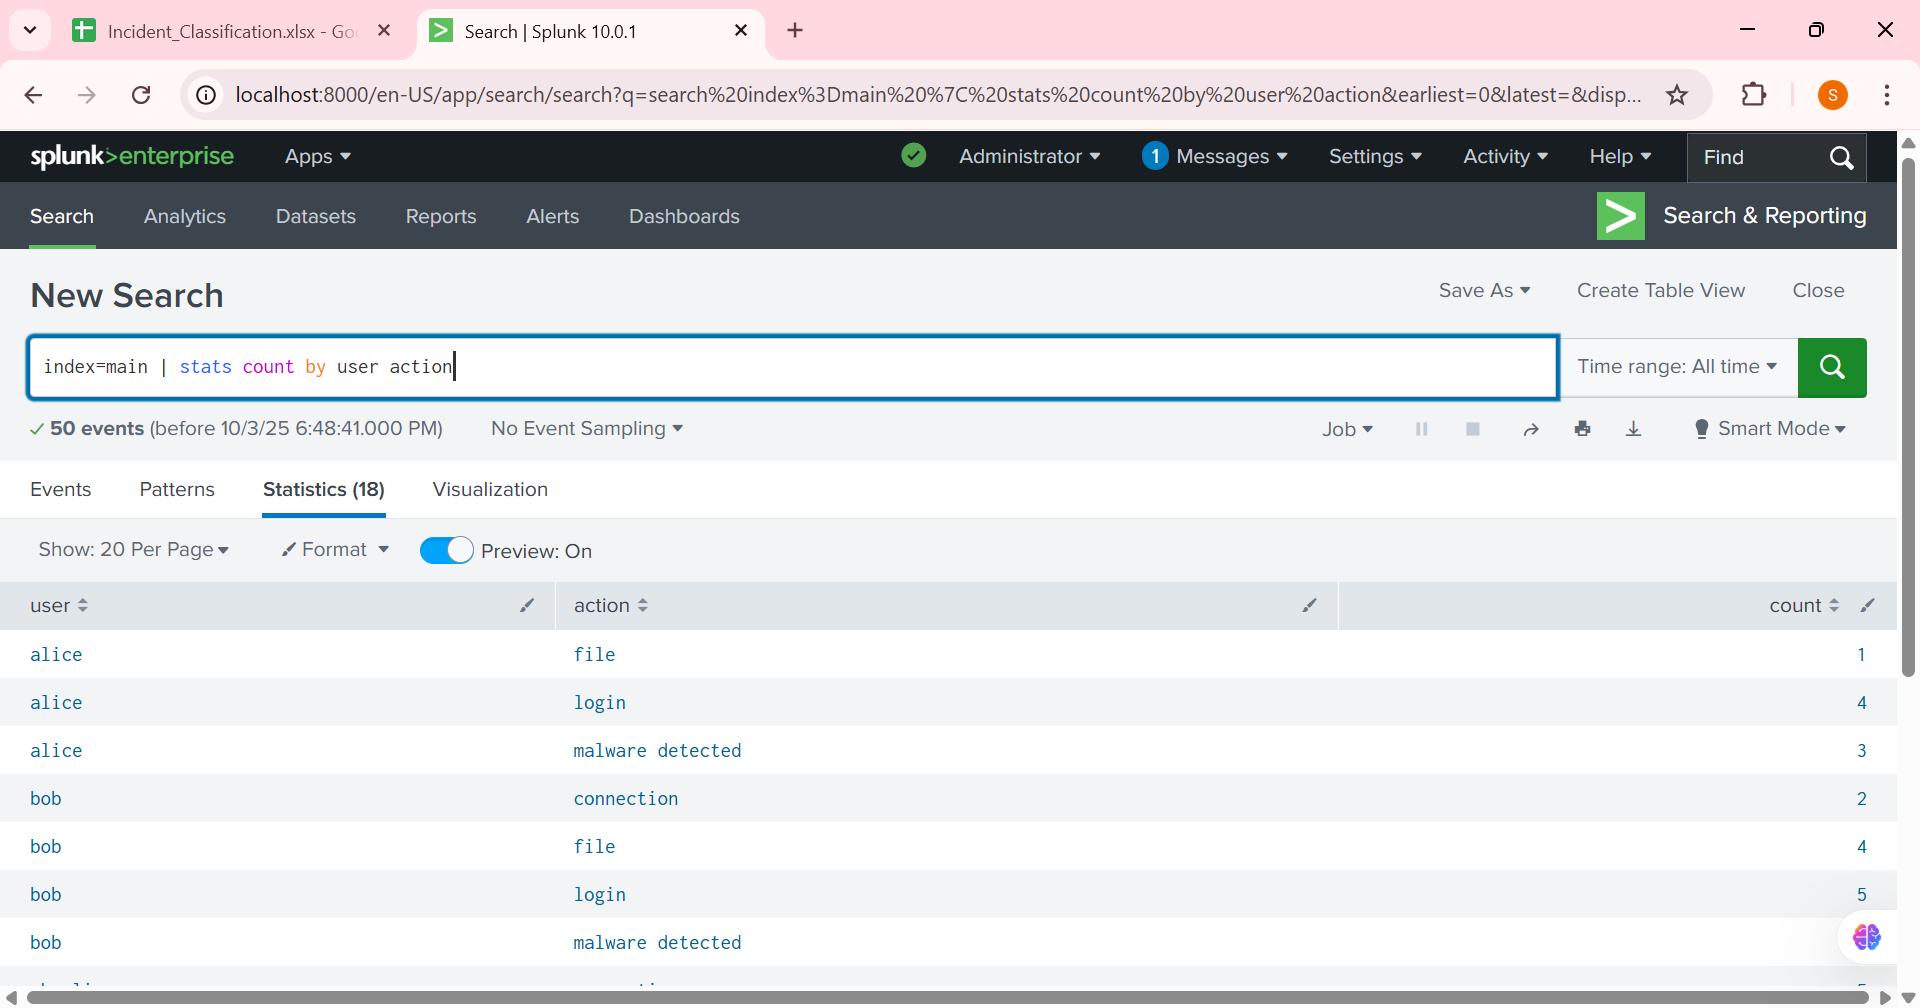 Incident_Classification.xlsx - Goo
Search | Splunk 10.0.1
localhost:8000/en-US/app/search/search?q=search%20index%3Dmain%20%7C%20stats%20count%20by%20user%20action&earliest=0&latest=&disp...
S
splunk>enterprise
Apps
Administrator
1 Messages
Settings
Activity
Help
Find
Search
Analytics
Datasets
Reports
Alerts
Dashboards
Search & Reporting
New Search
Save As
Create Table View
Close
index=main | stats count by user action
Time range: All time
50 events (before 10/3/25 6:48:41.000 PM)
No Event Sampling
Job
Smart Mode
Events
Patterns
Statistics (18)
Visualization
Show: 20 Per Page
Format
Preview: On
user action count
alice file 1
alice login 4
alice malware detected 3
bob connection 2
bob file 4
bob login 5
bob malware detected